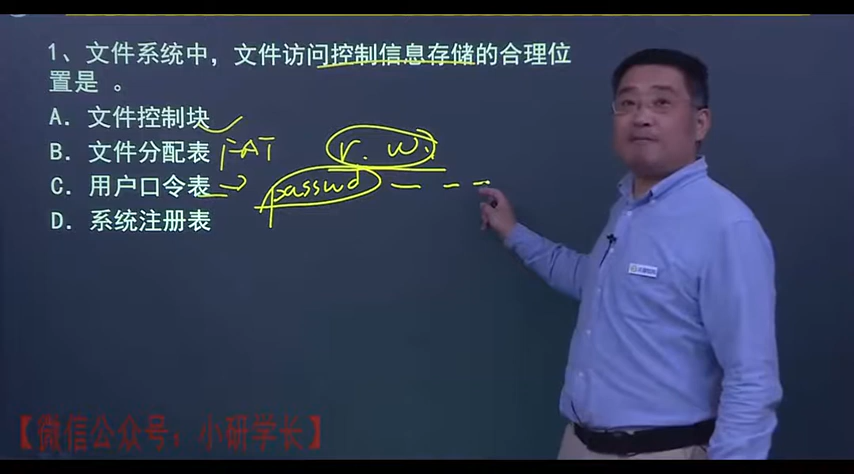 1、文件系统中，文件访问控制信息存储的合理位
置是 。
A. 文件控制块
B. 文件分配表 FAT r. w.
C. 用户口令表 passwd
D. 系统注册表
【微信公众号：小研学长】